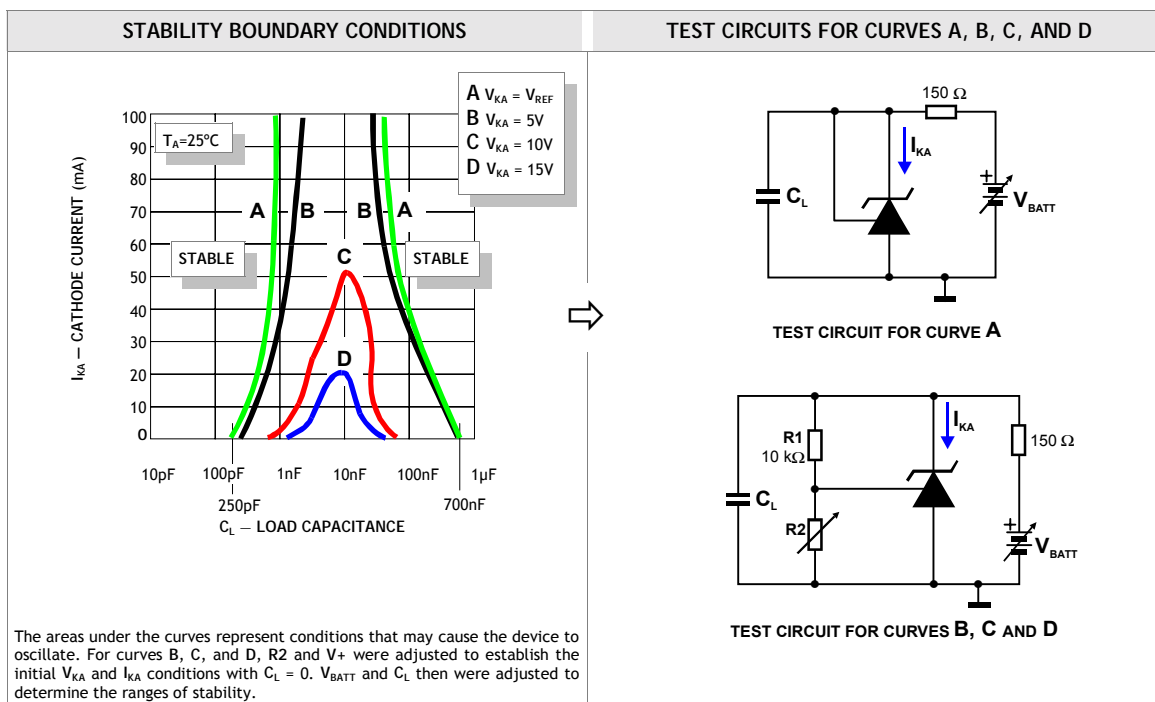 STABILITY BOUNDARY CONDITIONS
TEST CIRCUITS FOR CURVES A, B, C, AND D
A VKA = VREF
B VKA = 5V
C VKA = 10V
D VKA = 15V
TA=25ºC
IKA — CATHODE CURRENT (mA)
100
90
80
70
60
50
40
30
20
10
0
A
B
B
A
STABLE
STABLE
C
D
10pF
100pF
1nF
10nF
100nF
1µF
250pF
700nF
CL — LOAD CAPACITANCE
The areas under the curves represent conditions that may cause the device to
oscillate. For curves B, C, and D, R2 and V+ were adjusted to establish the
initial VKA and IKA conditions with CL = 0. VBATT and CL then were adjusted to
determine the ranges of stability.
150 Ω
IKA
CL
+
VBATT
TEST CIRCUIT FOR CURVE A
IKA
R1
10 kΩ
150 Ω
CL
R2
+
VBATT
TEST CIRCUIT FOR CURVES B, C AND D